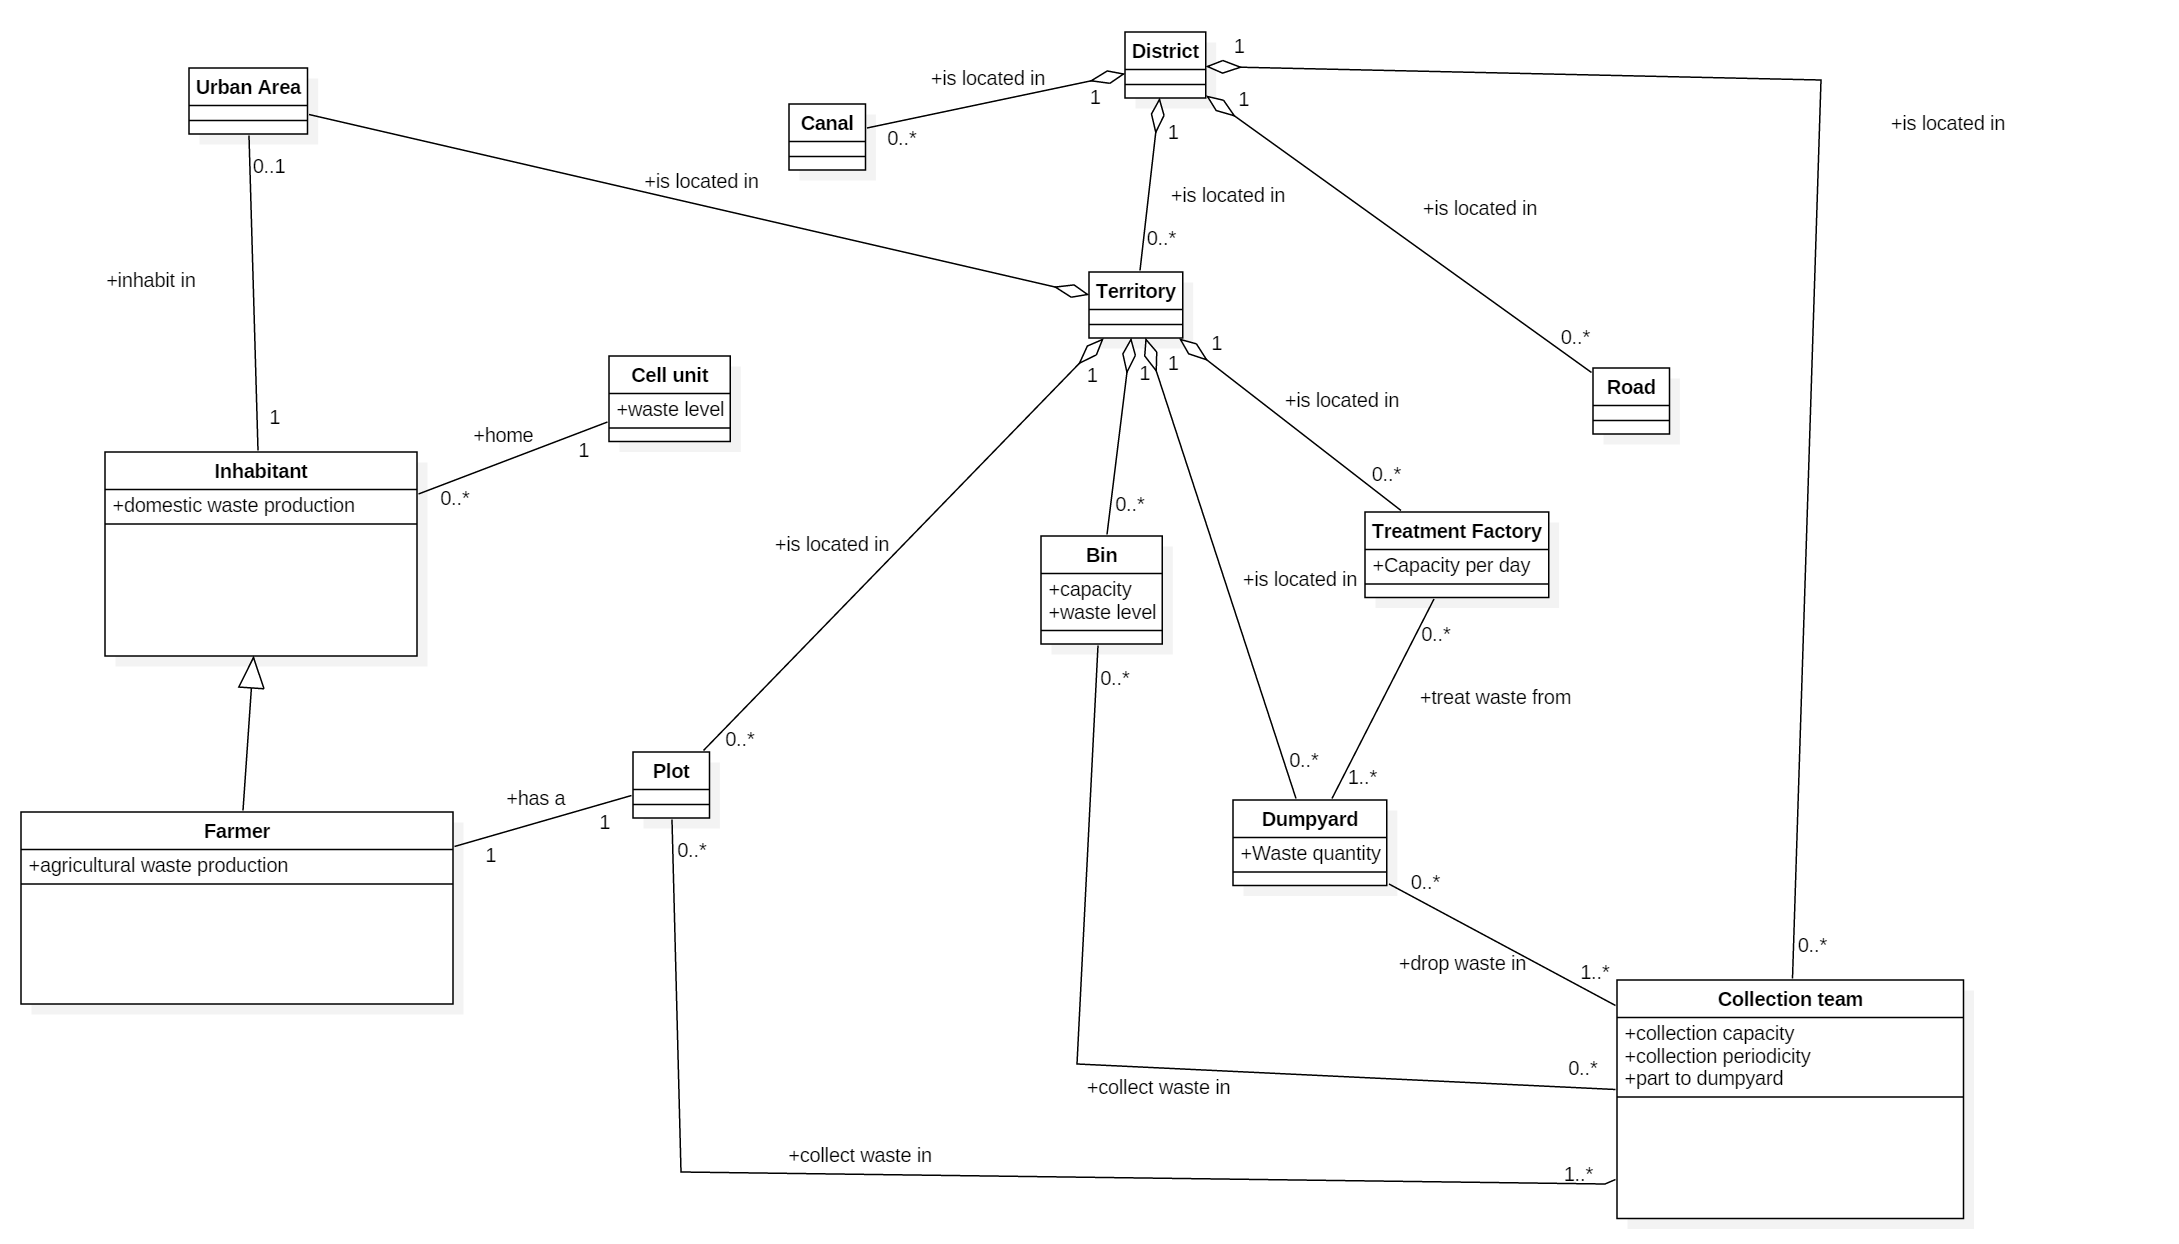 District
1
+is located in
1
1
1
Urban Area
Canal
0..*
+is located in
0..1
+is located in
+is located in
+is located in
0..*
+inhabit in
Territory
1
1
1
1
0..*
Cell unit
+waste level
Road
+is located in
1
+home
1
0..*
Inhabitant
+domestic waste production
0..*
0..*
Treatment Factory
+Capacity per day
+is located in
Bin
+capacity
+waste level
+is located in
0..*
0..*
+treat waste from
0..*
0..*
1..*
Plot
+has a
1
1
0..*
Farmer
+agricultural waste production
Dumpyard
+Waste quantity
0..*
+drop waste in
1..*
0..*
Collection team
+collection capacity
+collection periodicity
+part to dumpyard
0..*
+collect waste in
+collect waste in
1..*